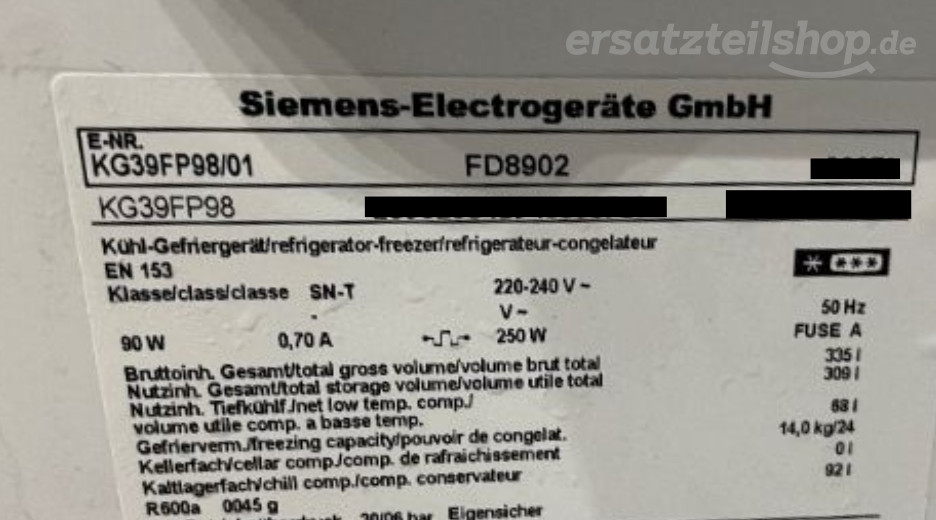 ersatzteilshop.de
Siemens-Electrogeräte GmbH
E-NR.
KG39FP98/01 FD8902
KG39FP98
Kühl-Gefriergerät/refrigerator-freezer/refrigerateur-congelateur
EN 153
Klasse/class/classe SN-T 220-240 V ~
- V ~ 50 Hz
90 W 0,70 A 250 W FUSE A
Bruttoinh. Gesamt/total gross volume/volume brut total 335 l
Nutzinh. Gesamt/total storage volume/volume utile total 309 l
Nutzinh. Tiefkühlf./net low temp. comp./
volume utile comp. a basse temp. 68 l
Gefrierverm./freezing capacity/pouvoir de congelat. 14,0 kg/24
Kellerfach/cellar comp./comp. de rafraichissement 0 l
Kaltlagerfach/chill comp./comp. conservateur 92 l
R600a 0045 g
20/06 bar Eigensicher